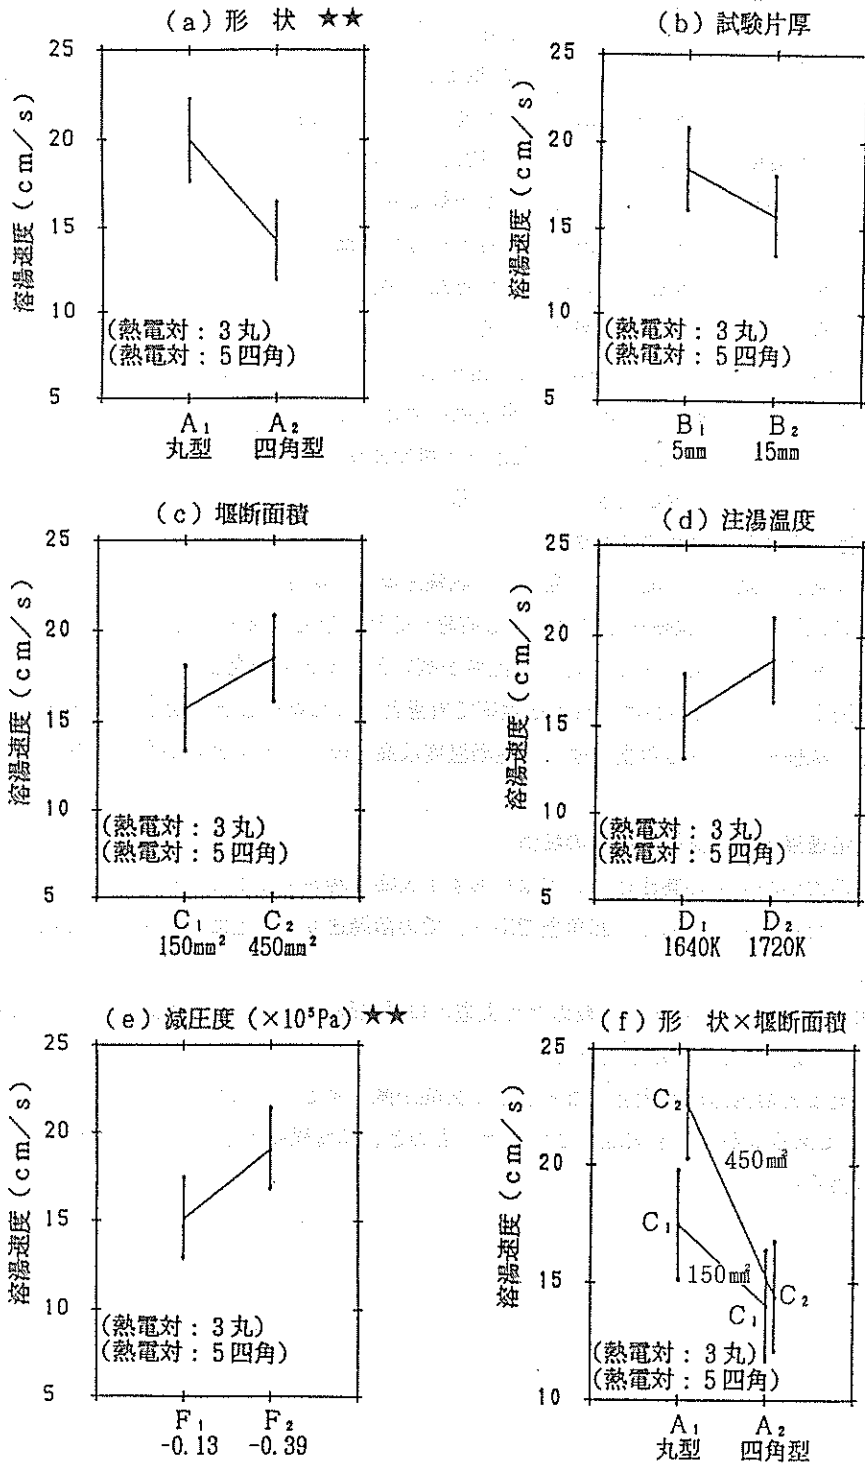 (a) 形　状 ★★
25
20
15
10
5
溶湯速度 (cm/s)
(熱電対：3丸)
(熱電対：5四角)
A₁
A₂
丸型
四角型
(b) 試験片厚
25
20
15
10
5
溶湯速度 (cm/s)
(熱電対：3丸)
(熱電対：5四角)
B₁
B₂
5mm
15mm
(c) 堰断面積
25
20
15
10
5
溶湯速度 (cm/s)
(熱電対：3丸)
(熱電対：5四角)
C₁
C₂
150mm²
450mm²
(d) 注湯温度
25
20
15
10
5
溶湯速度 (cm/s)
(熱電対：3丸)
(熱電対：5四角)
D₁
D₂
1640K
1720K
(e) 減圧度 (×10⁵Pa) ★★
25
20
15
10
5
溶湯速度 (cm/s)
(熱電対：3丸)
(熱電対：5四角)
F₁
F₂
-0.13
-0.39
(f) 形　状×堰断面積
25
20
15
10
溶湯速度 (cm/s)
C₂
450mm²
C₁
150mm²
C₁
C₂
(熱電対：3丸)
(熱電対：5四角)
A₁
A₂
丸型
四角型